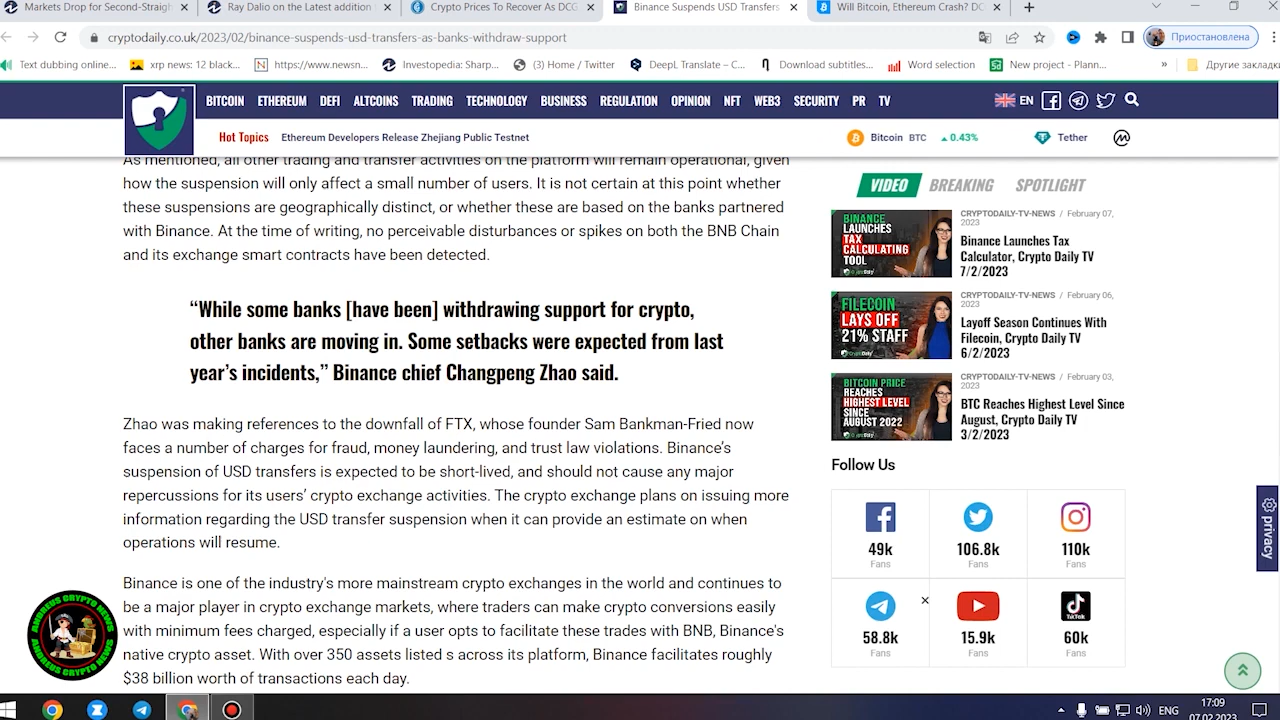 Markets Drop for Second-Straigh
Ray Dalio on the Latest addition
Crypto Prices To Recover As DCG
Binance Suspends USD Transfers
Will Bitcoin, Ethereum Crash? DC
cryptodaily.co.uk/2023/02/binance-suspends-usd-transfers-as-banks-withdraw-support
Приостановлена
Text dubbing online...
xrp news: 12 black...
https://www.newsn...
Investopedia: Sharp...
(3) Home / Twitter
DeepL Translate – С...
Download subtitles...
Word selection
New project - Plann...
»
Другие закладки
BITCOIN ETHEREUM DEFI ALTCOINS TRADING TECHNOLOGY BUSINESS REGULATION OPINION NFT WEB3 SECURITY PR TV
EN
Hot Topics Ethereum Developers Release Zhejiang Public Testnet
Bitcoin BTC ▲ 0.43%
Tether
As mentioned, all other trading and transfer activities on the platform will remain operational, given
how the suspension will only affect a small number of users. It is not certain at this point whether
these suspensions are geographically distinct, or whether these are based on the banks partnered
with Binance. At the time of writing, no perceivable disturbances or spikes on both the BNB Chain
and its exchange smart contracts have been detected.
“While some banks [have been] withdrawing support for crypto,
other banks are moving in. Some setbacks were expected from last
year’s incidents,” Binance chief Changpeng Zhao said.
Zhao was making references to the downfall of FTX, whose founder Sam Bankman-Fried now
faces a number of charges for fraud, money laundering, and trust law violations. Binance’s
suspension of USD transfers is expected to be short-lived, and should not cause any major
repercussions for its users’ crypto exchange activities. The crypto exchange plans on issuing more
information regarding the USD transfer suspension when it can provide an estimate on when
operations will resume.
Binance is one of the industry's more mainstream crypto exchanges in the world and continues to
be a major player in crypto exchange markets, where traders can make crypto conversions easily
with minimum fees charged, especially if a user opts to facilitate these trades with BNB, Binance's
native crypto asset. With over 350 assets listed s across its platform, Binance facilitates roughly
$38 billion worth of transactions each day.
VIDEO BREAKING SPOTLIGHT
BINANCE
LAUNCHES
TAX
CALCULATING
TOOL
CRYPTODAILY-TV-NEWS / February 07,
2023
Binance Launches Tax
Calculator, Crypto Daily TV
7/2/2023
FILECOIN
LAYS OFF
21% STAFF
CRYPTODAILY-TV-NEWS / February 06,
2023
Layoff Season Continues With
Filecoin, Crypto Daily TV
6/2/2023
BITCOIN PRICE
REACHES
HIGHEST LEVEL
SINCE
AUGUST 2022
CRYPTODAILY-TV-NEWS / February 03,
2023
BTC Reaches Highest Level Since
August, Crypto Daily TV
3/2/2023
Follow Us
49k
Fans
106.8k
Fans
110k
Fans
58.8k
Fans
15.9k
Fans
TikTok
60k
Fans
privacy
ANDREUS CRYPTO NEWS
ANDREUS CRYPTO NEWS
ENG
17:09
07.02.2023